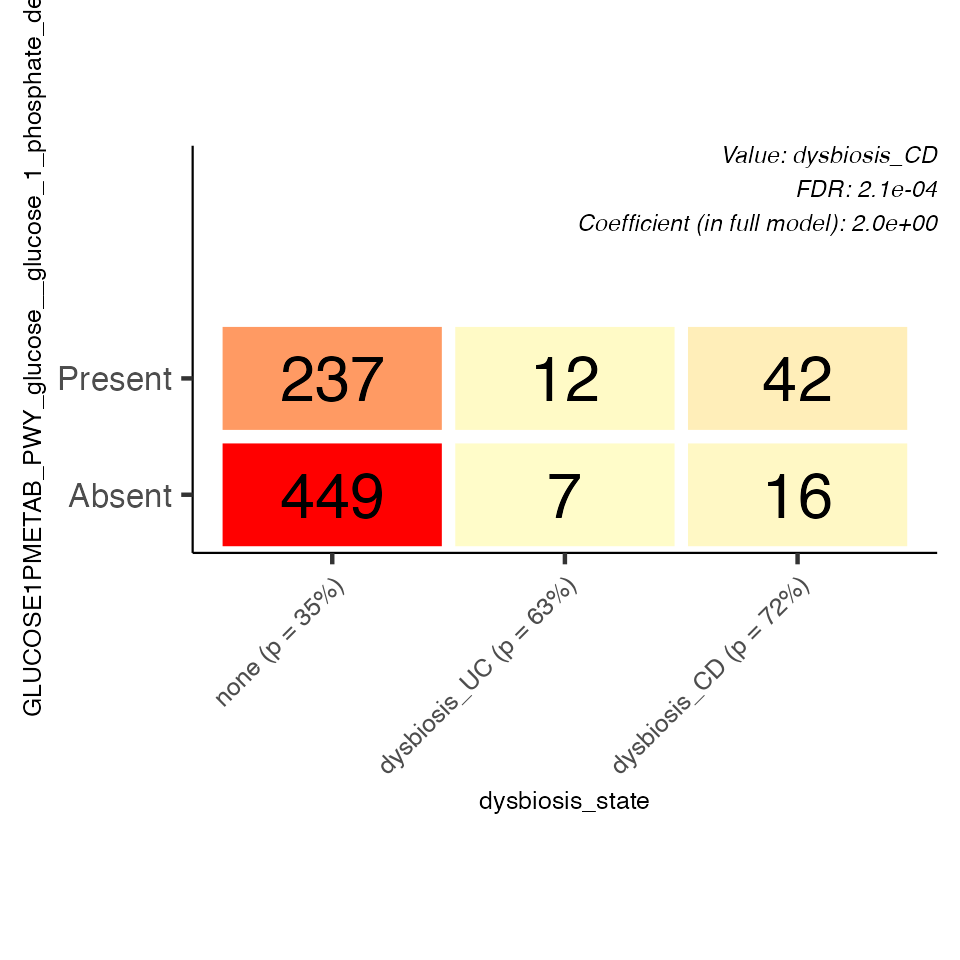 GLUCOSE1PMETAB_PWY_glucose__glucose_1_phosphate_de
Value: dysbiosis_CD
FDR: 2.1e-04
Coefficient (in full model): 2.0e+00
Present
237
12
42
Absent
449
7
16
none (p = 35%)
dysbiosis_UC (p = 63%)
dysbiosis_CD (p = 72%)
dysbiosis_state